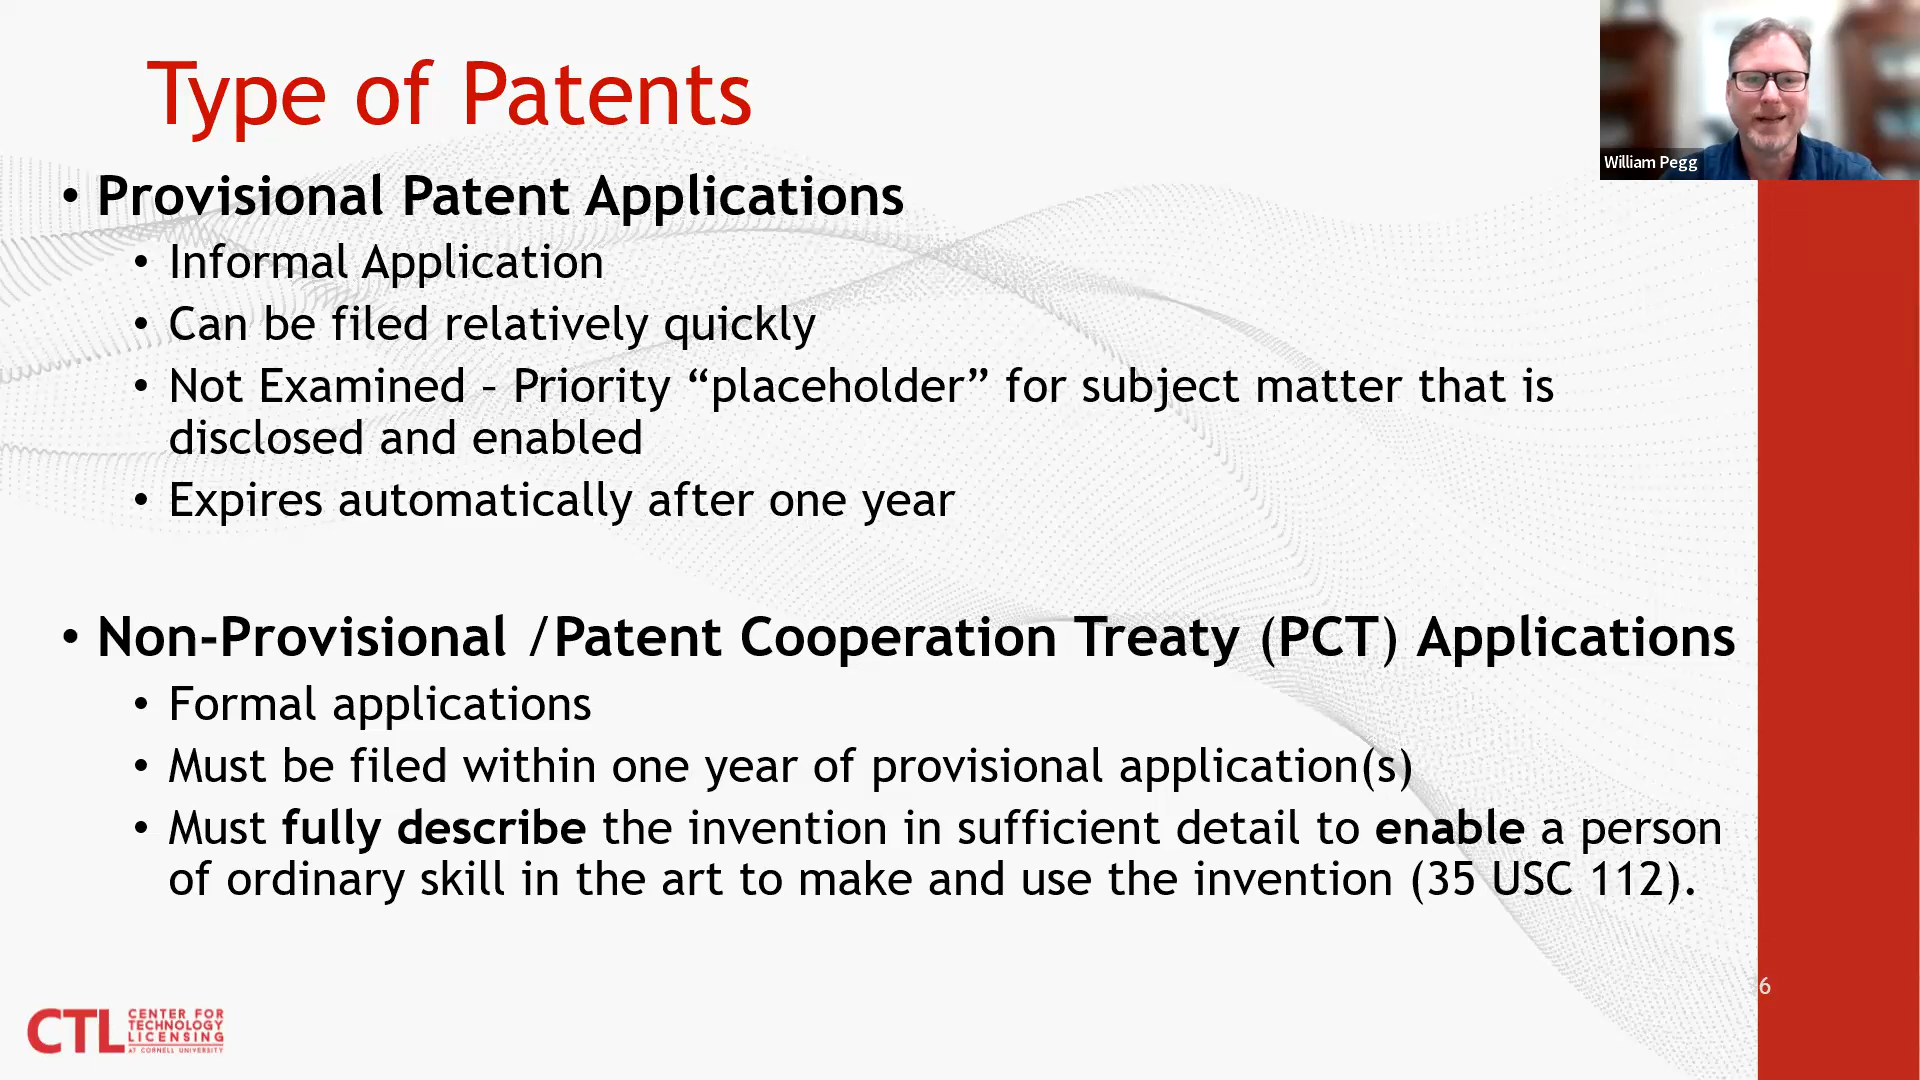 Type of Patents
William Pegg
• Provisional Patent Applications
• Informal Application
• Can be filed relatively quickly
• Not Examined – Priority “placeholder” for subject matter that is
disclosed and enabled
• Expires automatically after one year
• Non-Provisional /Patent Cooperation Treaty (PCT) Applications
• Formal applications
• Must be filed within one year of provisional application(s)
• Must fully describe the invention in sufficient detail to enable a person
of ordinary skill in the art to make and use the invention (35 USC 112).
6
CTL
CENTER FOR
TECHNOLOGY
LICENSING
AT CORNELL UNIVERSITY